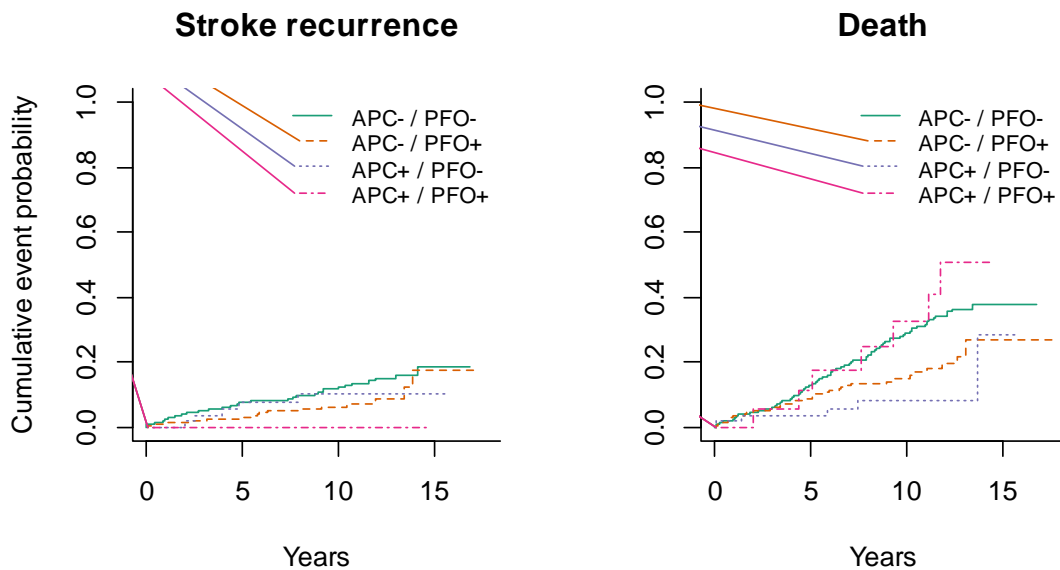 Stroke recurrence
Cumulative event probability
1.0
0.8
0.6
0.4
0.2
0.0
APC- / PFO-
APC- / PFO+
APC+ / PFO-
APC+ / PFO+
0 5 10 15
Years
Death
1.0
0.8
0.6
0.4
0.2
0.0
APC- / PFO-
APC- / PFO+
APC+ / PFO-
APC+ / PFO+
0 5 10 15
Years